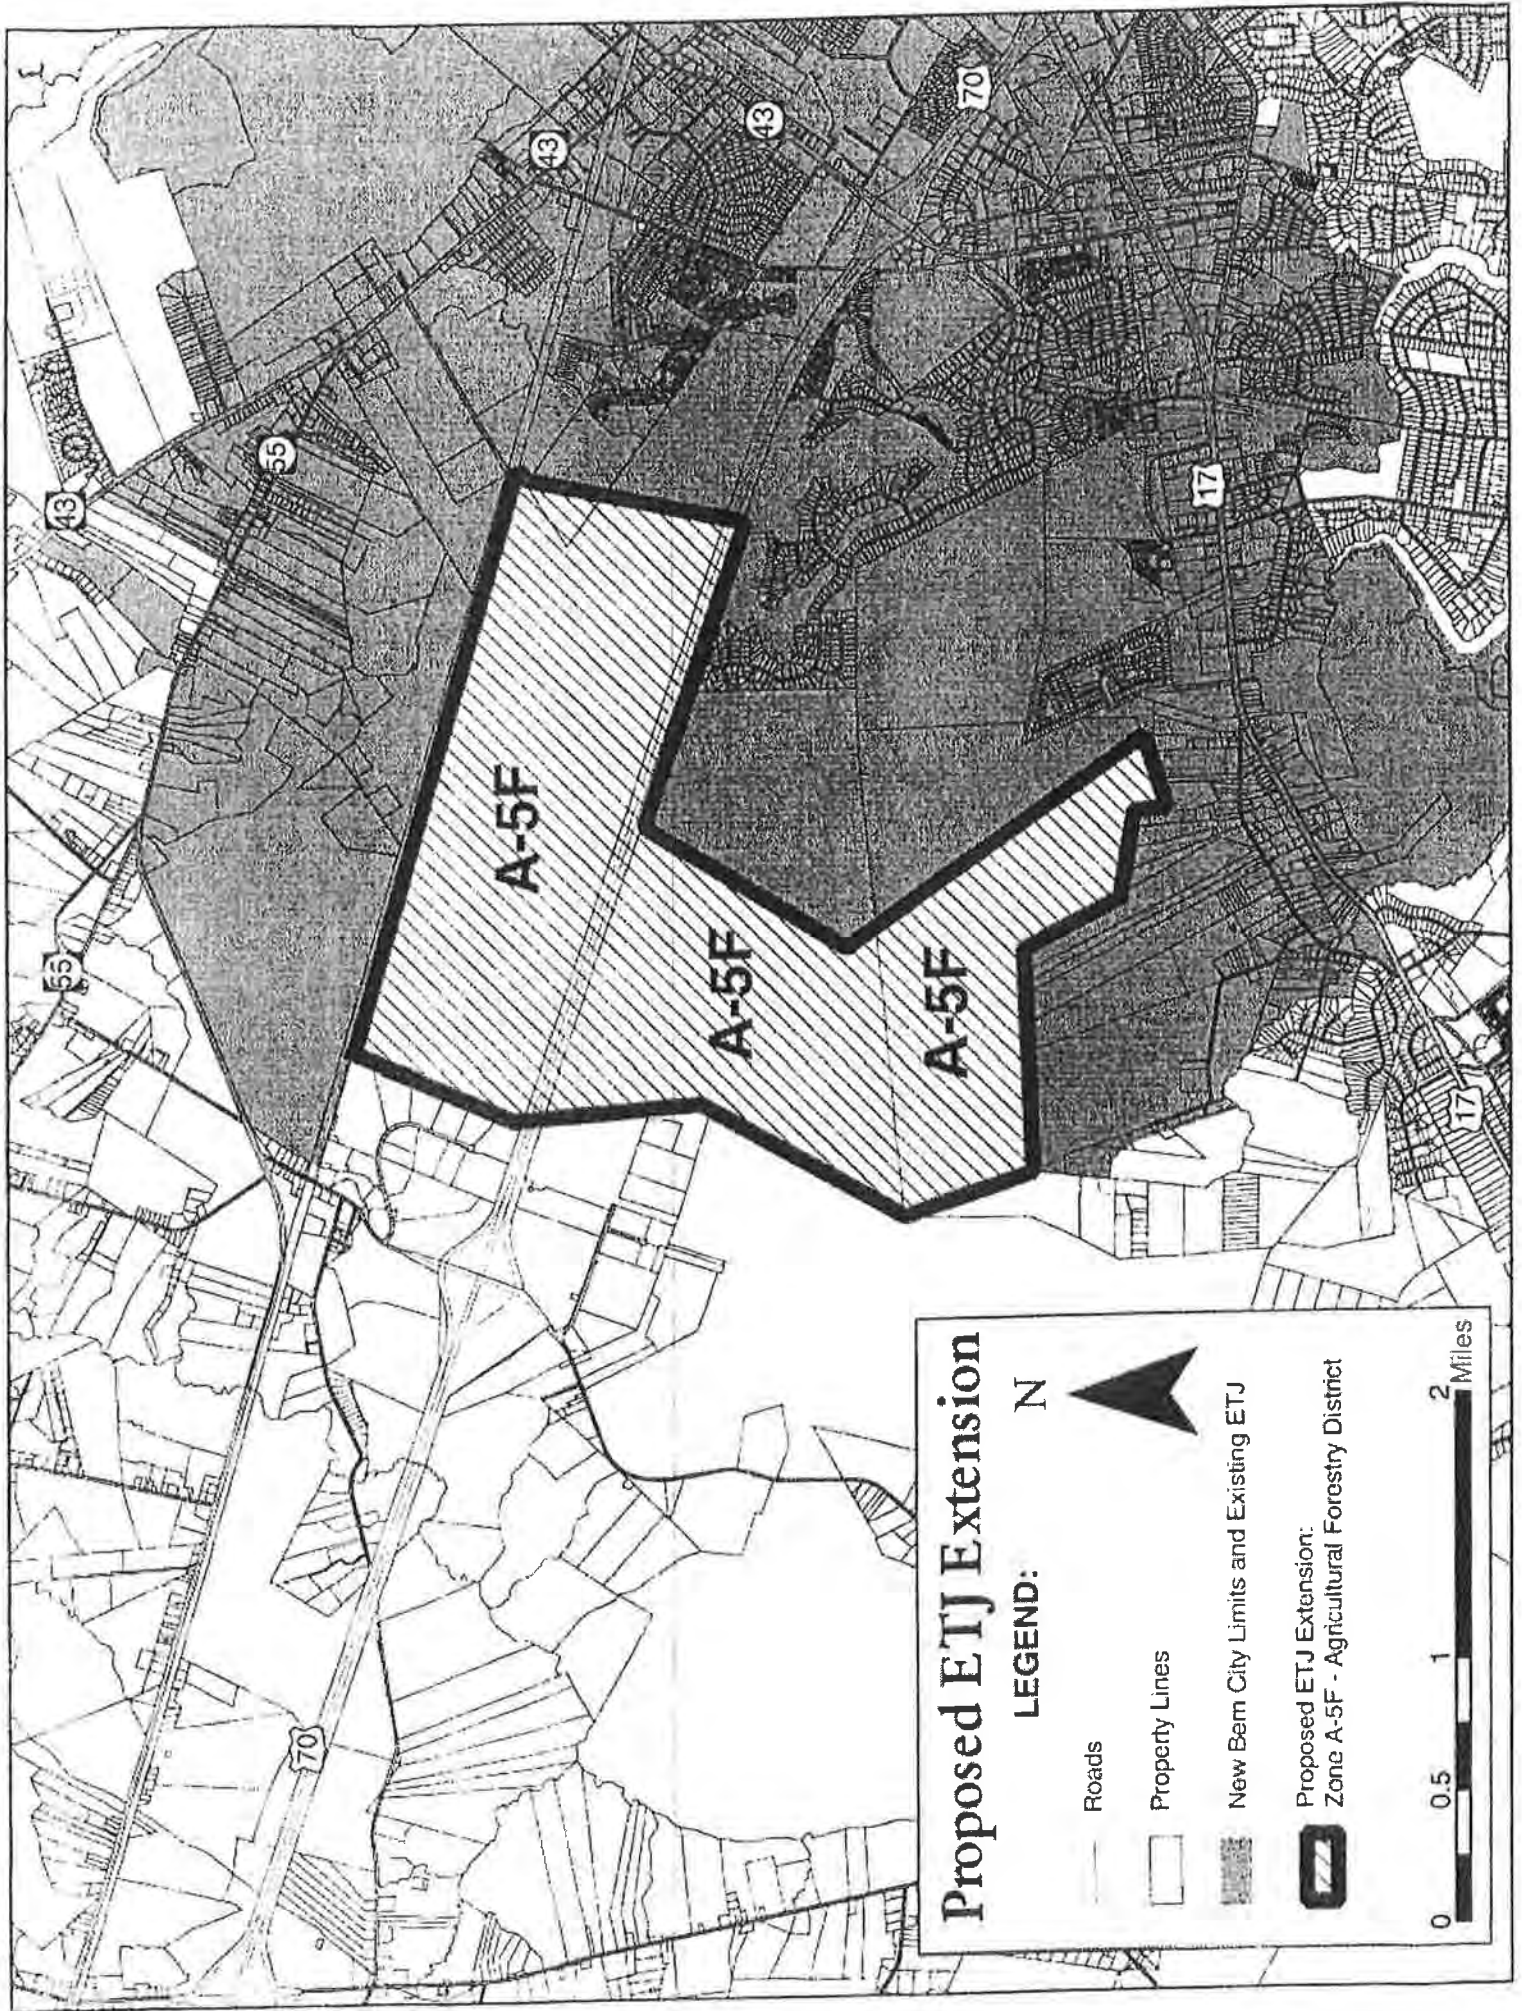 55
43
55
70
A-5F
43
A-5F
43
A-5F
70
17
17
Proposed ETJ Extension
N
LEGEND:
Roads
Property Lines
New Bern City Limits and Existing ETJ
Proposed ETJ Extension:
Zone A-5F - Agricultural Forestry District
0 0.5 1 2
Miles